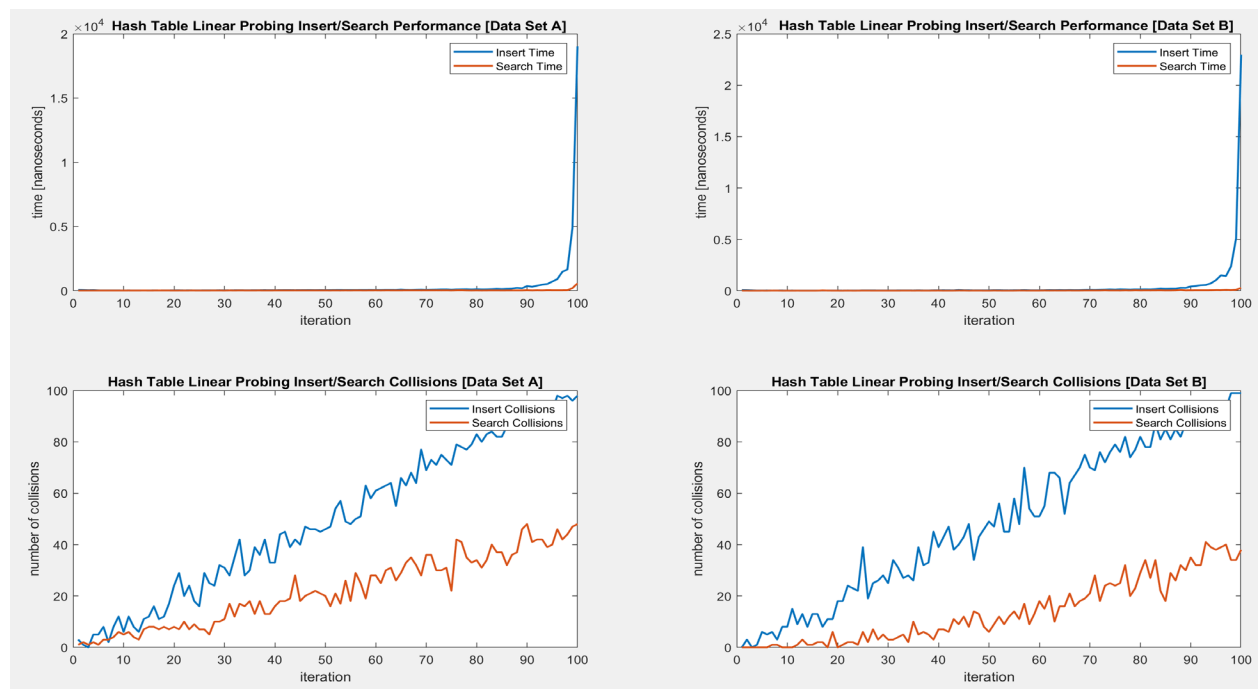 Hash Table Linear Probing Insert/Search Performance [Data Set A]
×10⁴
2
1.5
1
0.5
0
time [nanoseconds]
Insert Time
Search Time
0 10 20 30 40 50 60 70 80 90 100
iteration
Hash Table Linear Probing Insert/Search Performance [Data Set B]
×10⁴
2.5
2
1.5
1
0.5
0
time [nanoseconds]
Insert Time
Search Time
0 10 20 30 40 50 60 70 80 90 100
iteration
Hash Table Linear Probing Insert/Search Collisions [Data Set A]
100
80
60
40
20
0
number of collisions
Insert Collisions
Search Collisions
0 10 20 30 40 50 60 70 80 90 100
iteration
Hash Table Linear Probing Insert/Search Collisions [Data Set B]
100
80
60
40
20
0
number of collisions
Insert Collisions
Search Collisions
0 10 20 30 40 50 60 70 80 90 100
iteration